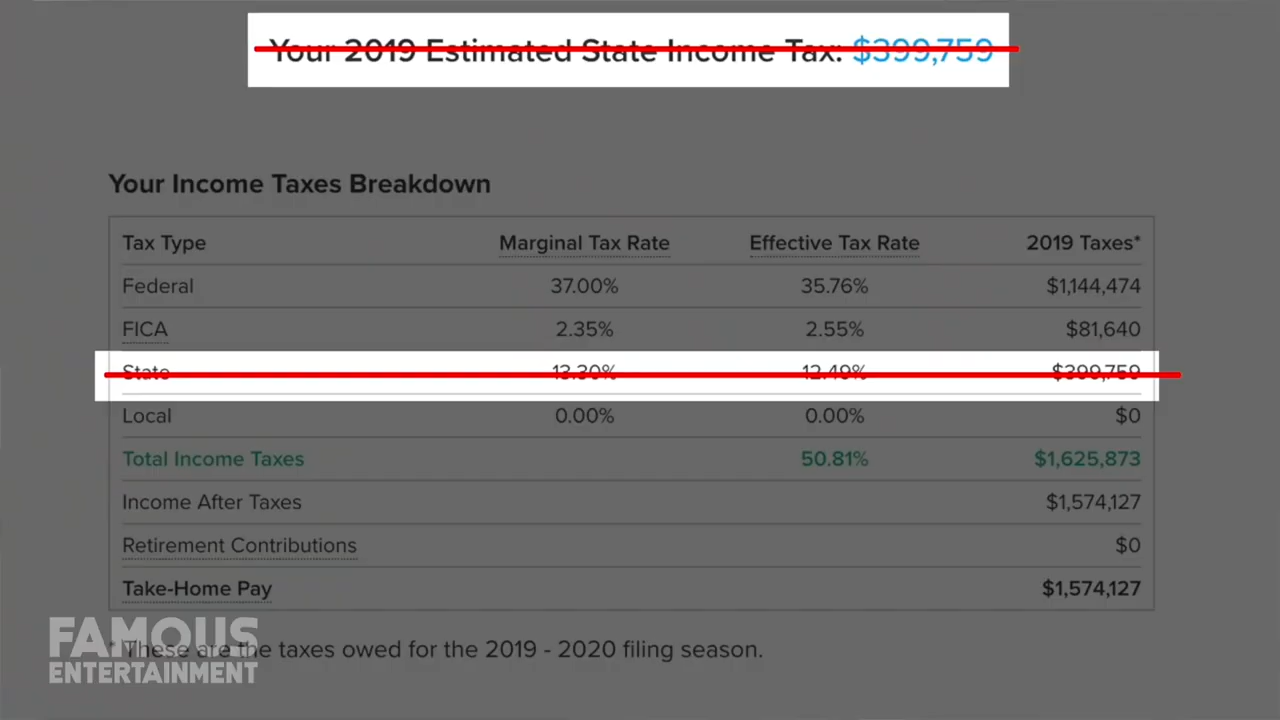 Your 2019 Estimated State Income Tax: $399,759
Your Income Taxes Breakdown
Tax Type Marginal Tax Rate Effective Tax Rate 2019 Taxes*
Federal 37.00% 35.76% $1,144,474
FICA 2.35% 2.55% $81,640
State 13.30% 12.49% $399,759
Local 0.00% 0.00% $0
Total Income Taxes 50.81% $1,625,873
Income After Taxes $1,574,127
Retirement Contributions $0
Take-Home Pay $1,574,127
* These are the taxes owed for the 2019 - 2020 filing season.
FAMOUS
ENTERTAINMENT